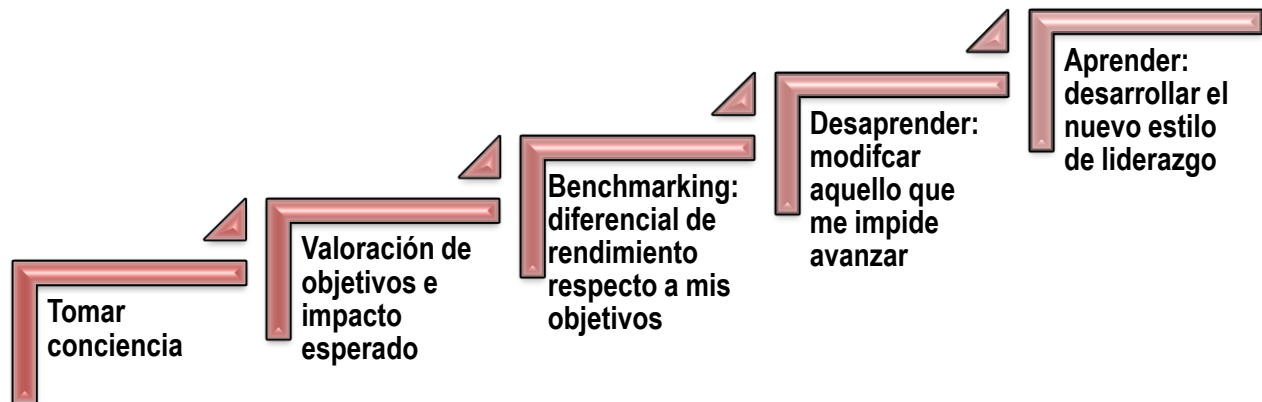 Tomar
conciencia
Valoración de
objetivos e
impacto
esperado
Benchmarking:
diferencial de
rendimiento
respecto a mis
objetivos
Desaprender:
modifcar
aquello que
me impide
avanzar
Aprender:
desarrollar el
nuevo estilo
de liderazgo